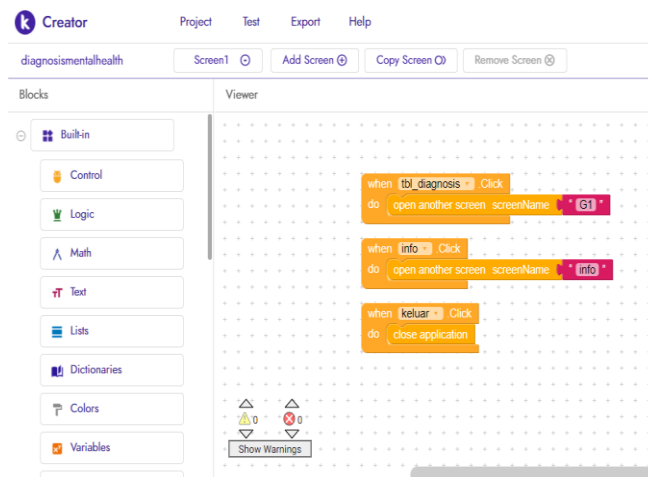 Creator Project Test Export Help
diagnosismentalhealth Screen1 Add Screen Copy Screen Remove Screen
Blocks Viewer
Built-in
Control
Logic
Math
Text
Lists
Dictionaries
Colors
Variables
when tbl_diagnosis .Click
do open another screen screenName " G1 "
when info .Click
do open another screen screenName " info "
when keluar .Click
do close application
0 0
Show Warnings